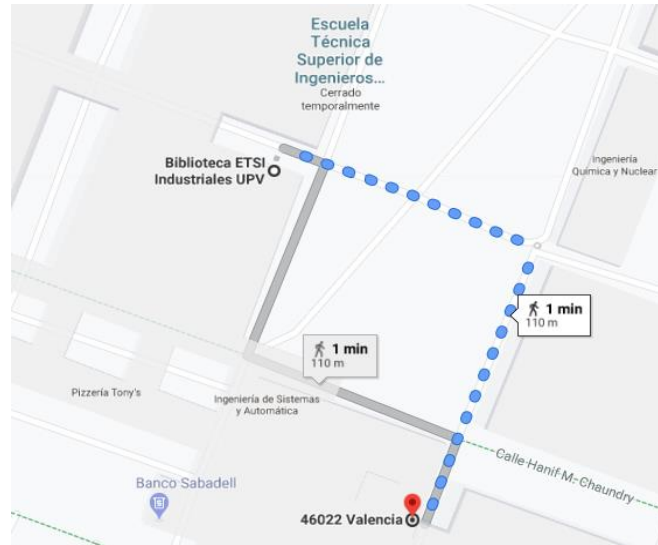 Escuela
Técnica
Superior de
Ingenieros...
Cerrado
temporalmente
Biblioteca ETSI
Industriales UPV
Ingeniería
Química y Nuclear
1 min
110 m
1 min
110 m
Pizzería Tony's
Ingeniería de Sistemas
y Automática
Calle Hanif M. Chaundry
Banco Sabadell
46022 Valencia